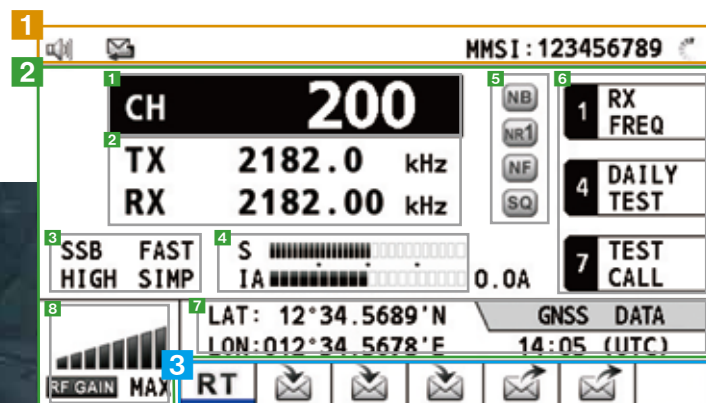 1
MMSI:123456789
2
1
CH 200
2
TX 2182.0 kHz
RX 2182.00 kHz
3
SSB FAST
HIGH SIMP
4
S
IA 0.0A
5
NB
NR1
NF
SQ
6
1 RX FREQ
4 DAILY TEST
7 TEST CALL
7
LAT: 12°34.5689'N GNSS DATA
LON:012°34.5678'E 14:05 (UTC)
8
RF GAIN MAX
3
RT